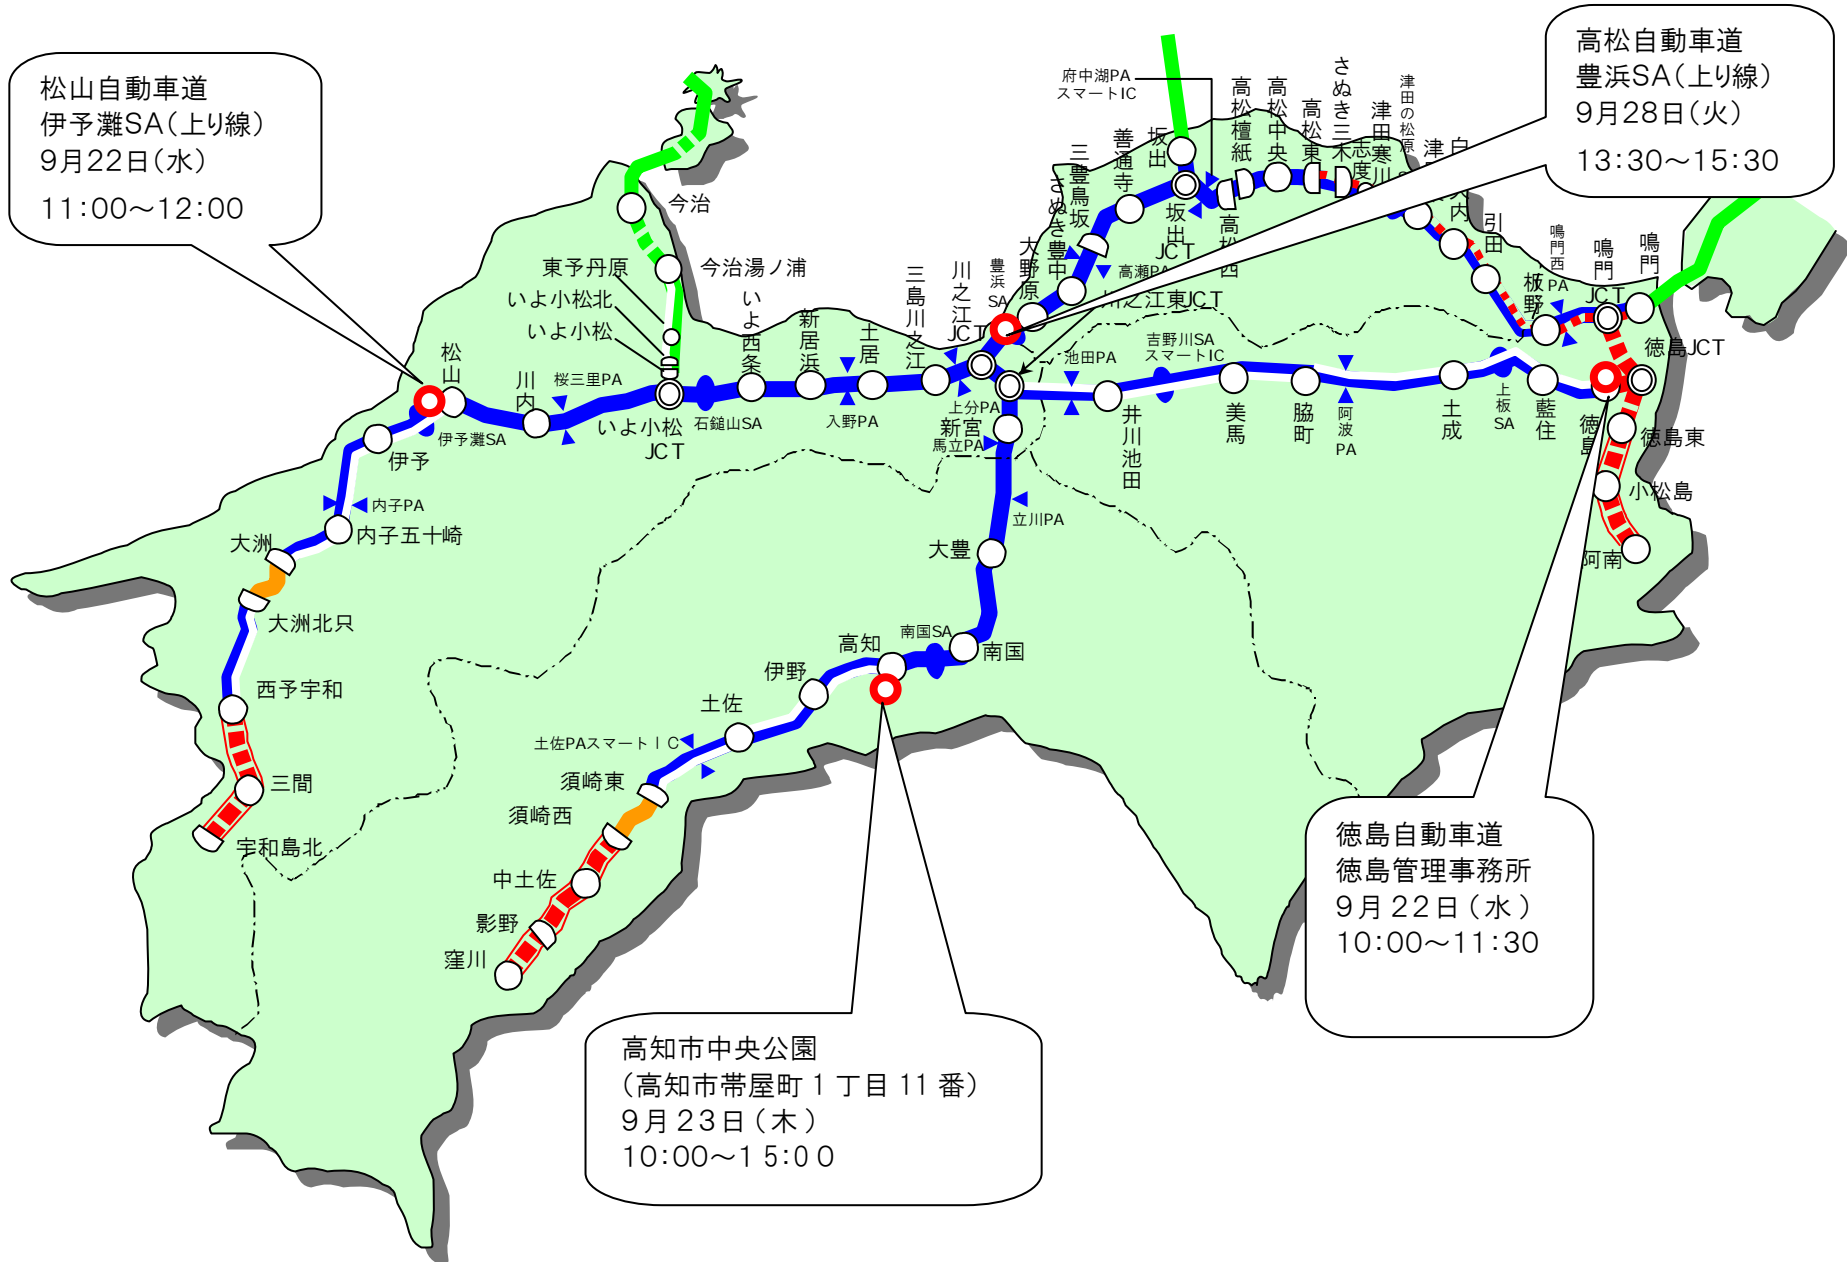 松山自動車道
伊予灘SA(上り線)
9月22日(水)
11:00～12:00
高松自動車道
豊浜SA(上り線)
9月28日(火)
13:30～15:30
府中湖PA
スマートIC
高松檀紙
高松中央
高松東
さぬき三木
志度
津田寒川
津田の松原
引田
板野
鳴門西
PA
鳴門
JCT
鳴門
坂出
坂出
JCT
高松西
善通寺
三豊鳥坂
さぬき豊中
高瀬PA
大野原
豊浜
SA
川之江東JCT
川之江
JCT
三島川之江
土居
新居浜
いよ西条
今治
今治湯ノ浦
東予丹原
いよ小松北
いよ小松
いよ小松
JCT
石鎚山SA
入野PA
上分PA
桜三里PA
川内
松山
伊予灘SA
伊予
内子PA
内子五十崎
大洲
大洲北只
西予宇和
三間
宇和島北
新宮
馬立PA
立川PA
大豊
南国
南国SA
高知
伊野
土佐
土佐PAスマートIC
須崎東
須崎西
中土佐
影野
窪川
池田PA
井川池田
吉野川SA
スマートIC
美馬
脇町
阿波PA
土成
上板SA
藍住
徳島
徳島JCT
徳島東
小松島
阿南
徳島自動車道
徳島管理事務所
9月22日(水)
10:00～11:30
高知市中央公園
(高知市帯屋町1丁目11番)
9月23日(木)
10:00～15:00